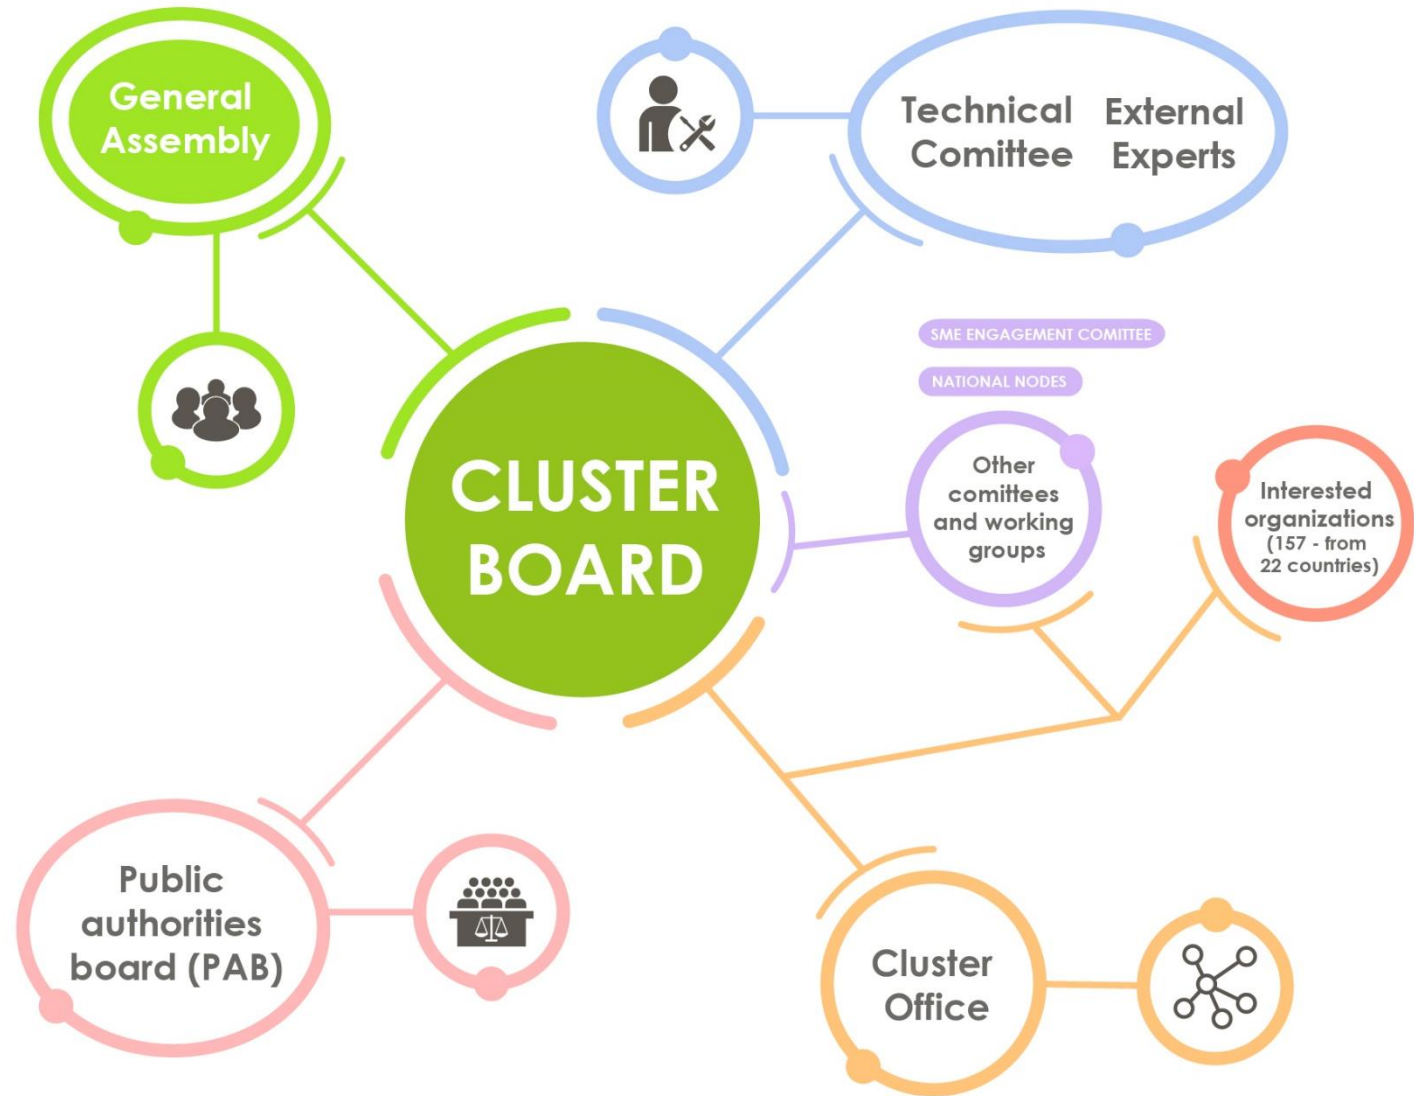 General
Assembly
Technical
Comittee
External
Experts
SME ENGAGEMENT COMITTEE
NATIONAL NODES
CLUSTER
BOARD
Other
comittees
and working
groups
Interested
organizations
(157 - from
22 countries)
Public
authorities
board (PAB)
Cluster
Office